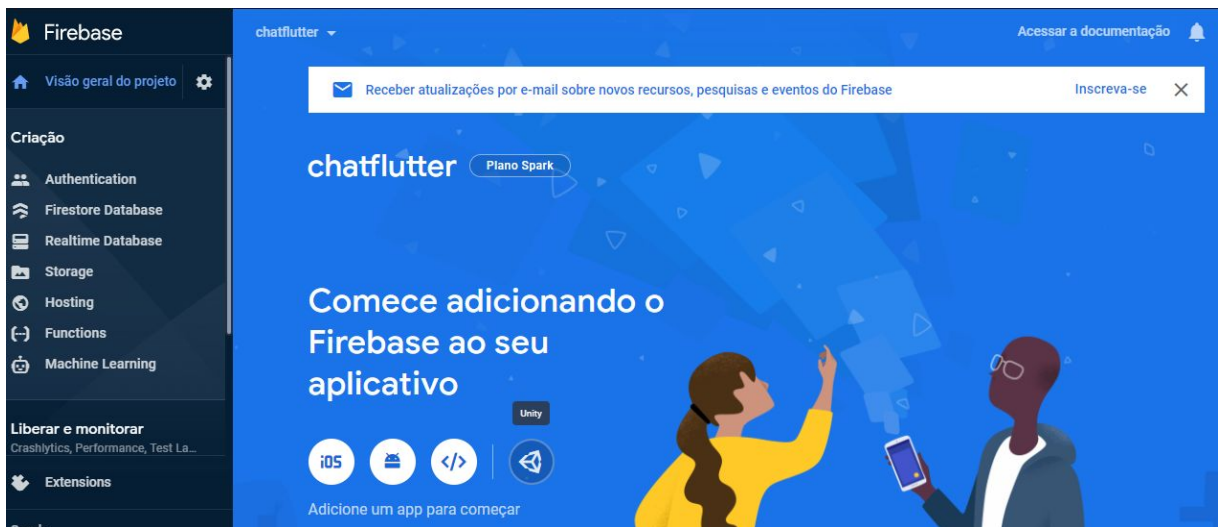 Firebase
Visão geral do projeto
Criação
Authentication
Firestore Database
Realtime Database
Storage
Hosting
Functions
Machine Learning
Liberar e monitorar
Crashlytics, Performance, Test La...
Extensions
chatflutter
Acessar a documentação
Receber atualizações por e-mail sobre novos recursos, pesquisas e eventos do Firebase
Inscreva-se
chatflutter
Plano Spark
Comece adicionando o
Firebase ao seu
aplicativo
Unity
iOS
</>
Adicione um app para começar